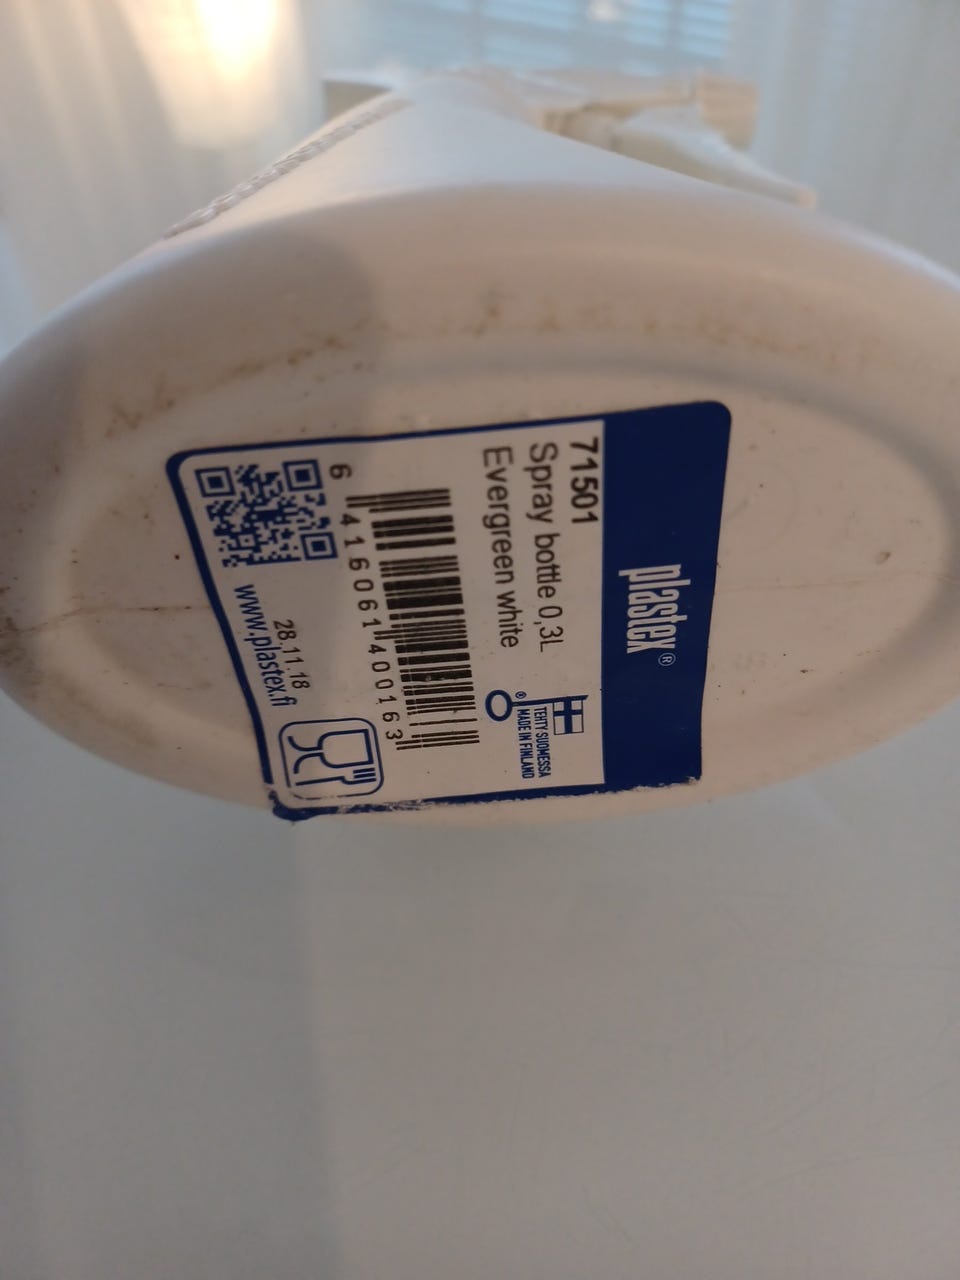 plastex®
71501
Spray bottle 0,3L
Evergreen white
TEHTY SUOMESSA
MADE IN FINLAND
®
6 416061 400163
28.11.18
www.plastex.fi